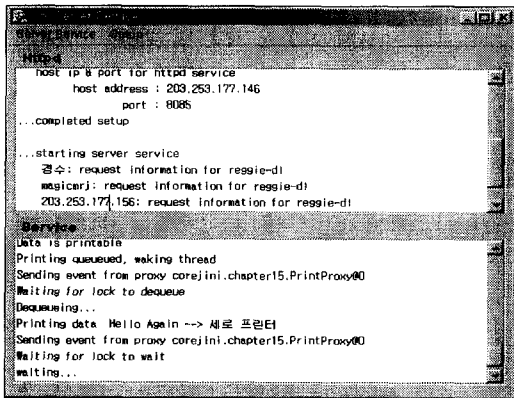 Httpd
host ip & port for httpd service
host address : 203.253.177.146
port : 8085
...completed setup
...starting server service
경수: request information for reggie-dl
magicmrj: request information for reggie-dl
203.253.177.156: request information for reggie-dl
Service
Data is printable
Printing queueued, waking thread
Sending event from proxy corejini.chapter15.PrintProxy@0
Waiting for lock to dequeue
Dequeueing...
Printing data Hello Again --> 세로 프린터
Sending event from proxy corejini.chapter15.PrintProxy@0
Waiting for lock to wait
waiting...